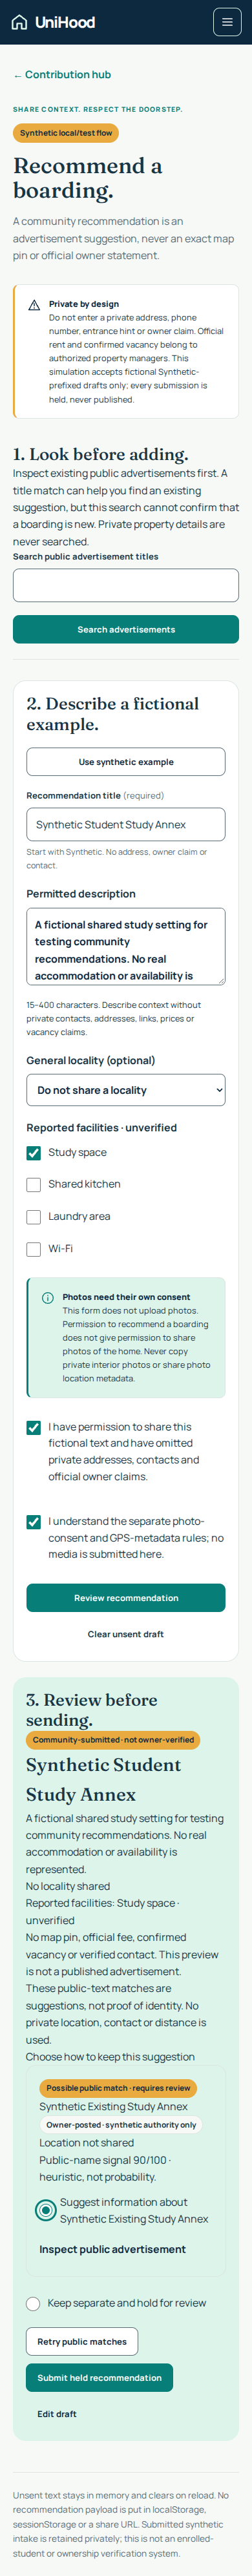 UniHood
← Contribution hub
SHARE CONTEXT. RESPECT THE DOORSTEP.
Synthetic local/test flow
Recommend a
boarding.
A community recommendation is an
advertisement suggestion, never an exact map
pin or official owner statement.
Private by design
Do not enter a private address, phone
number, entrance hint or owner claim. Official
rent and confirmed vacancy belong to
authorized property managers. This
simulation accepts fictional Synthetic-
prefixed drafts only; every submission is
held, never published.
1. Look before adding.
Inspect existing public advertisements first. A
title match can help you find an existing
suggestion, but this search cannot confirm that
a boarding is new. Private property details are
never searched.
Search public advertisement titles
Search advertisements
2. Describe a fictional
example.
Use synthetic example
Recommendation title (required)
Synthetic Student Study Annex
Start with Synthetic. No address, owner claim or
contact.
Permitted description
A fictional shared study setting for
testing community
recommendations. No real
accommodation or availability is
15–400 characters. Describe context without
private contacts, addresses, links, prices or
vacancy claims.
General locality (optional)
Do not share a locality
Reported facilities · unverified
Study space
Shared kitchen
Laundry area
Wi-Fi
Photos need their own consent
This form does not upload photos.
Permission to recommend a boarding
does not give permission to share
photos of the home. Never copy
private interior photos or share photo
location metadata.
I have permission to share this
fictional text and have omitted
private addresses, contacts and
official owner claims.
I understand the separate photo-
consent and GPS-metadata rules; no
media is submitted here.
Review recommendation
Clear unsent draft
3. Review before
sending.
Community-submitted · not owner-verified
Synthetic Student
Study Annex
A fictional shared study setting for testing
community recommendations. No real
accommodation or availability is
represented.
No locality shared
Reported facilities: Study space ·
unverified
No map pin, official fee, confirmed
vacancy or verified contact. This preview
is not a published advertisement.
These public-text matches are
suggestions, not proof of identity. No
private location, contact or distance is
used.
Choose how to keep this suggestion
Possible public match · requires review
Synthetic Existing Study Annex
Owner-posted · synthetic authority only
Location not shared
Public-name signal 90/100 ·
heuristic, not probability.
Suggest information about
Synthetic Existing Study Annex
Inspect public advertisement
Keep separate and hold for review
Retry public matches
Submit held recommendation
Edit draft
Unsent text stays in memory and clears on reload. No
recommendation payload is put in localStorage,
sessionStorage or a share URL. Submitted synthetic
intake is retained privately; this is not an enrolled-
student or ownership verification system.